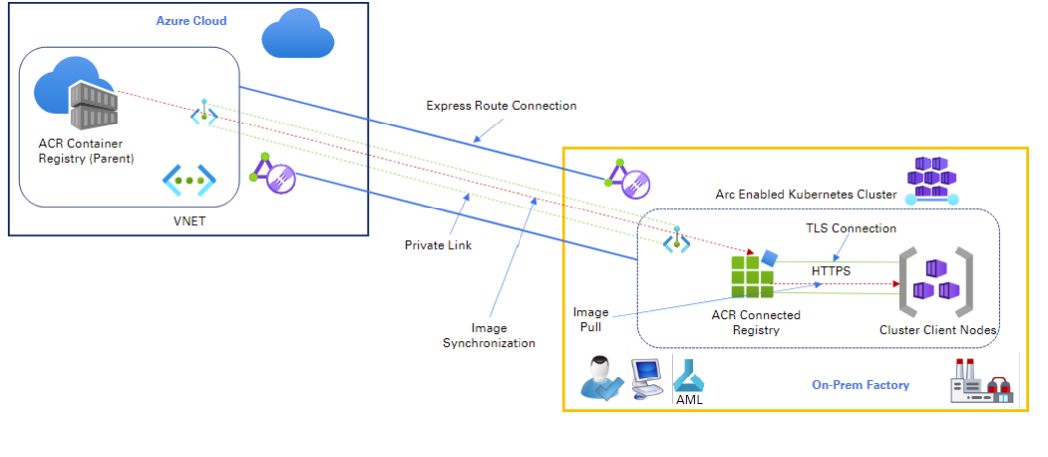 Azure Cloud
ACR Container
Registry (Parent)
VNET
Express Route Connection
Private Link
Image
Synchronization
Arc Enabled Kubernetes Cluster
TLS Connection
HTTPS
Image
Pull
ACR Connected
Registry
Cluster Client Nodes
AML
On-Prem Factory